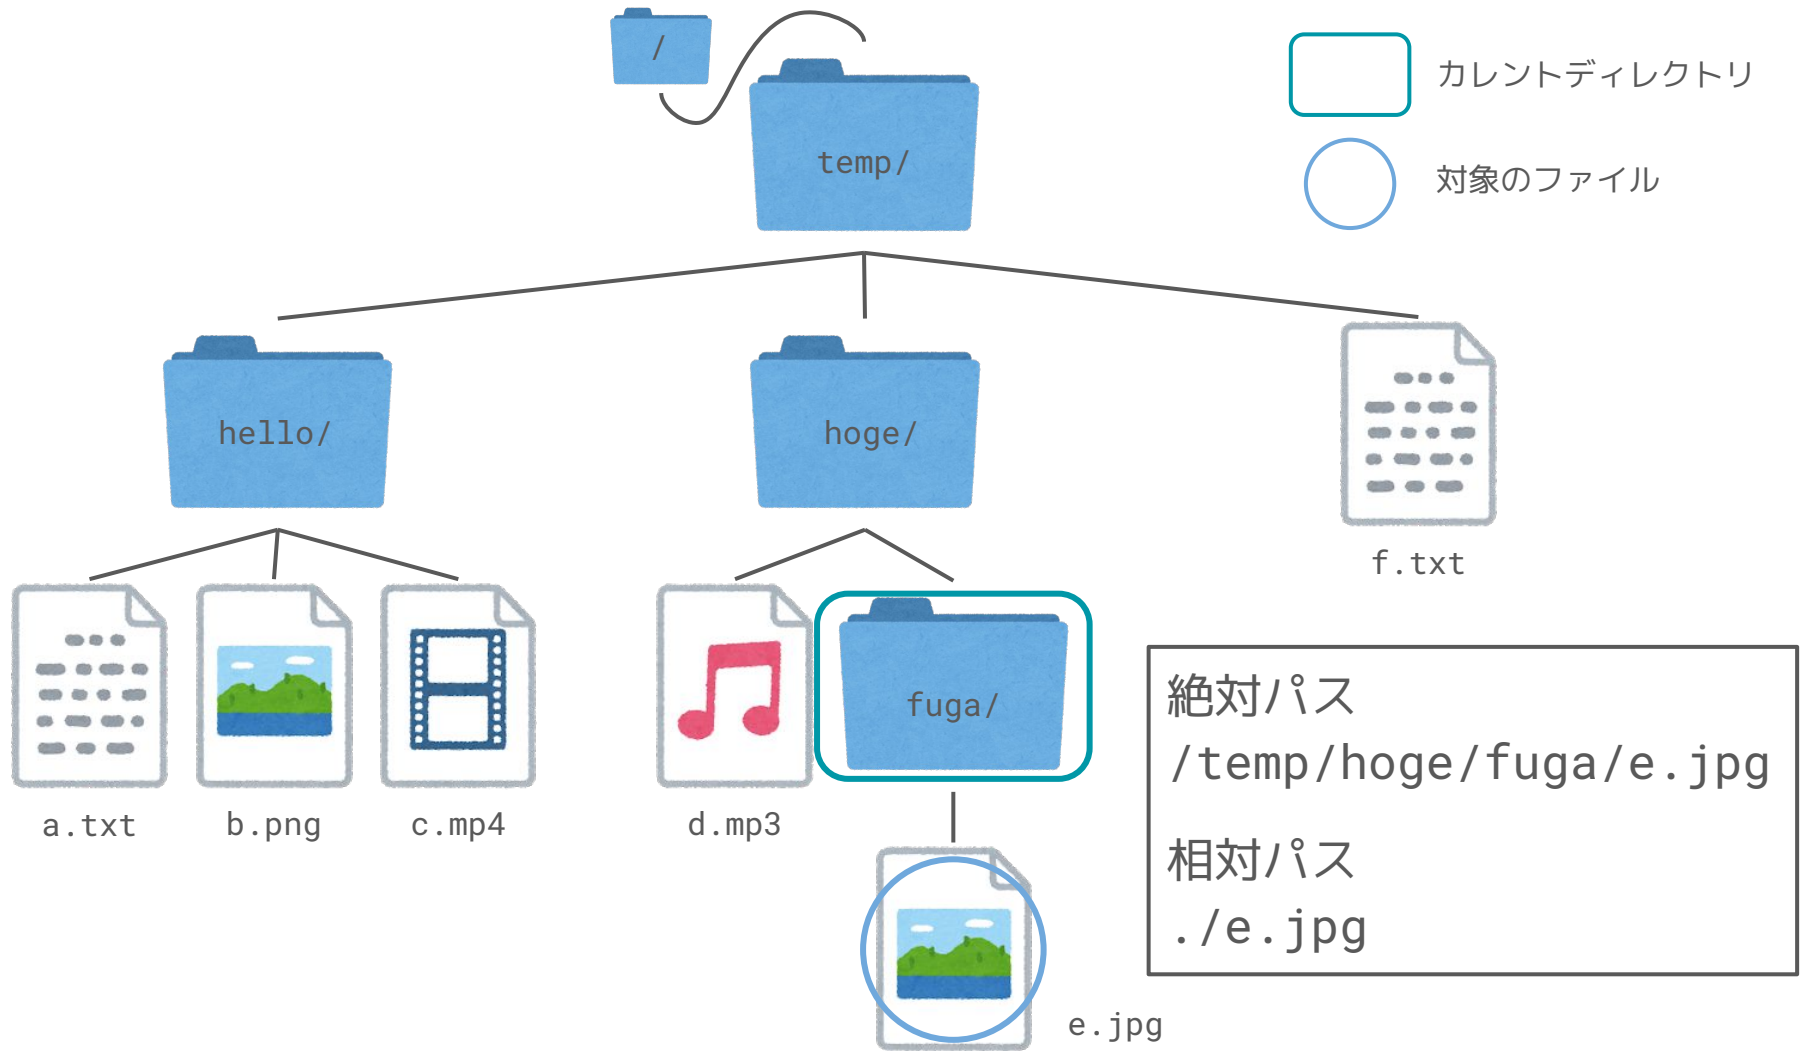 /
temp/
カレントディレクトリ
対象のファイル
hello/
hoge/
f.txt
fuga/
a.txt
b.png
c.mp4
d.mp3
e.jpg
絶対パス
/temp/hoge/fuga/e.jpg
相対パス
./e.jpg